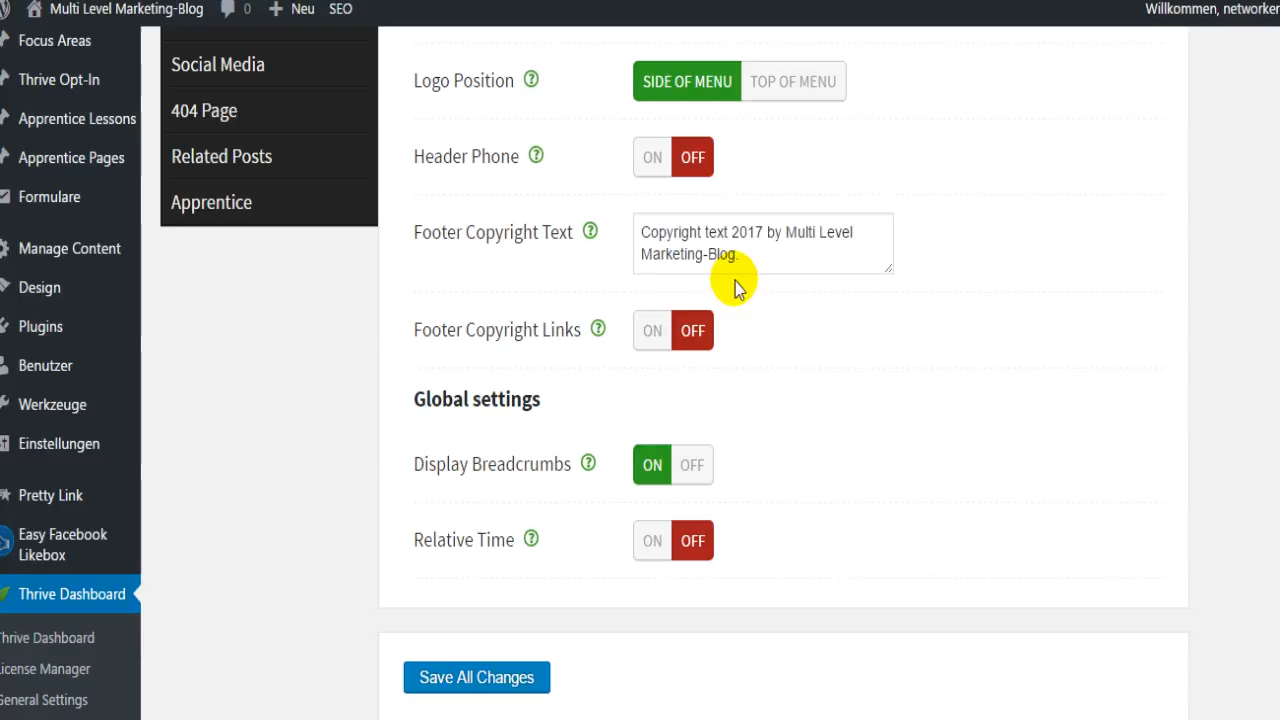 Multi Level Marketing-Blog 0 Neu SEO Willkommen, networker
Focus Areas
Thrive Opt-In
Apprentice Lessons
Apprentice Pages
Formulare
Manage Content
Design
Plugins
Benutzer
Werkzeuge
Einstellungen
Pretty Link
Easy Facebook
Likebox
Thrive Dashboard
Thrive Dashboard
License Manager
General Settings
Social Media
404 Page
Related Posts
Apprentice
Logo Position SIDE OF MENU TOP OF MENU
Header Phone ON OFF
Footer Copyright Text Copyright text 2017 by Multi Level
Marketing-Blog.
Footer Copyright Links ON OFF
Global settings
Display Breadcrumbs ON OFF
Relative Time ON OFF
Save All Changes